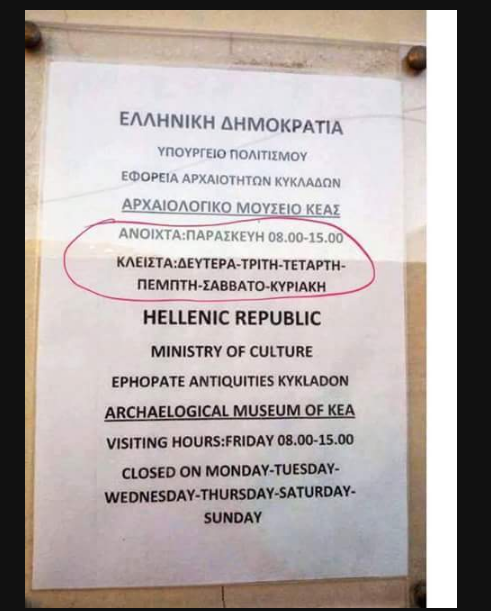 ΕΛΛΗΝΙΚΗ ΔΗΜΟΚΡΑΤΙΑ
ΥΠΟΥΡΓΕΙΟ ΠΟΛΙΤΙΣΜΟΥ
ΕΦΟΡΕΙΑ ΑΡΧΑΙΟΤΗΤΩΝ ΚΥΚΛΑΔΩΝ
ΑΡΧΑΙΟΛΟΓΙΚΟ ΜΟΥΣΕΙΟ ΚΕΑΣ
ΑΝΟΙΧΤΑ:ΠΑΡΑΣΚΕΥΗ 08.00-15.00
ΚΛΕΙΣΤΑ:ΔΕΥΤΕΡΑ-ΤΡΙΤΗ-ΤΕΤΑΡΤΗ-
ΠΕΜΠΤΗ-ΣΑΒΒΑΤΟ-ΚΥΡΙΑΚΗ
HELLENIC REPUBLIC
MINISTRY OF CULTURE
EPHORATE ANTIQUITIES KYKLADON
ARCHAELOGICAL MUSEUM OF KEA
VISITING HOURS:FRIDAY 08.00-15.00
CLOSED ON MONDAY-TUESDAY-
WEDNESDAY-THURSDAY-SATURDAY-
SUNDAY